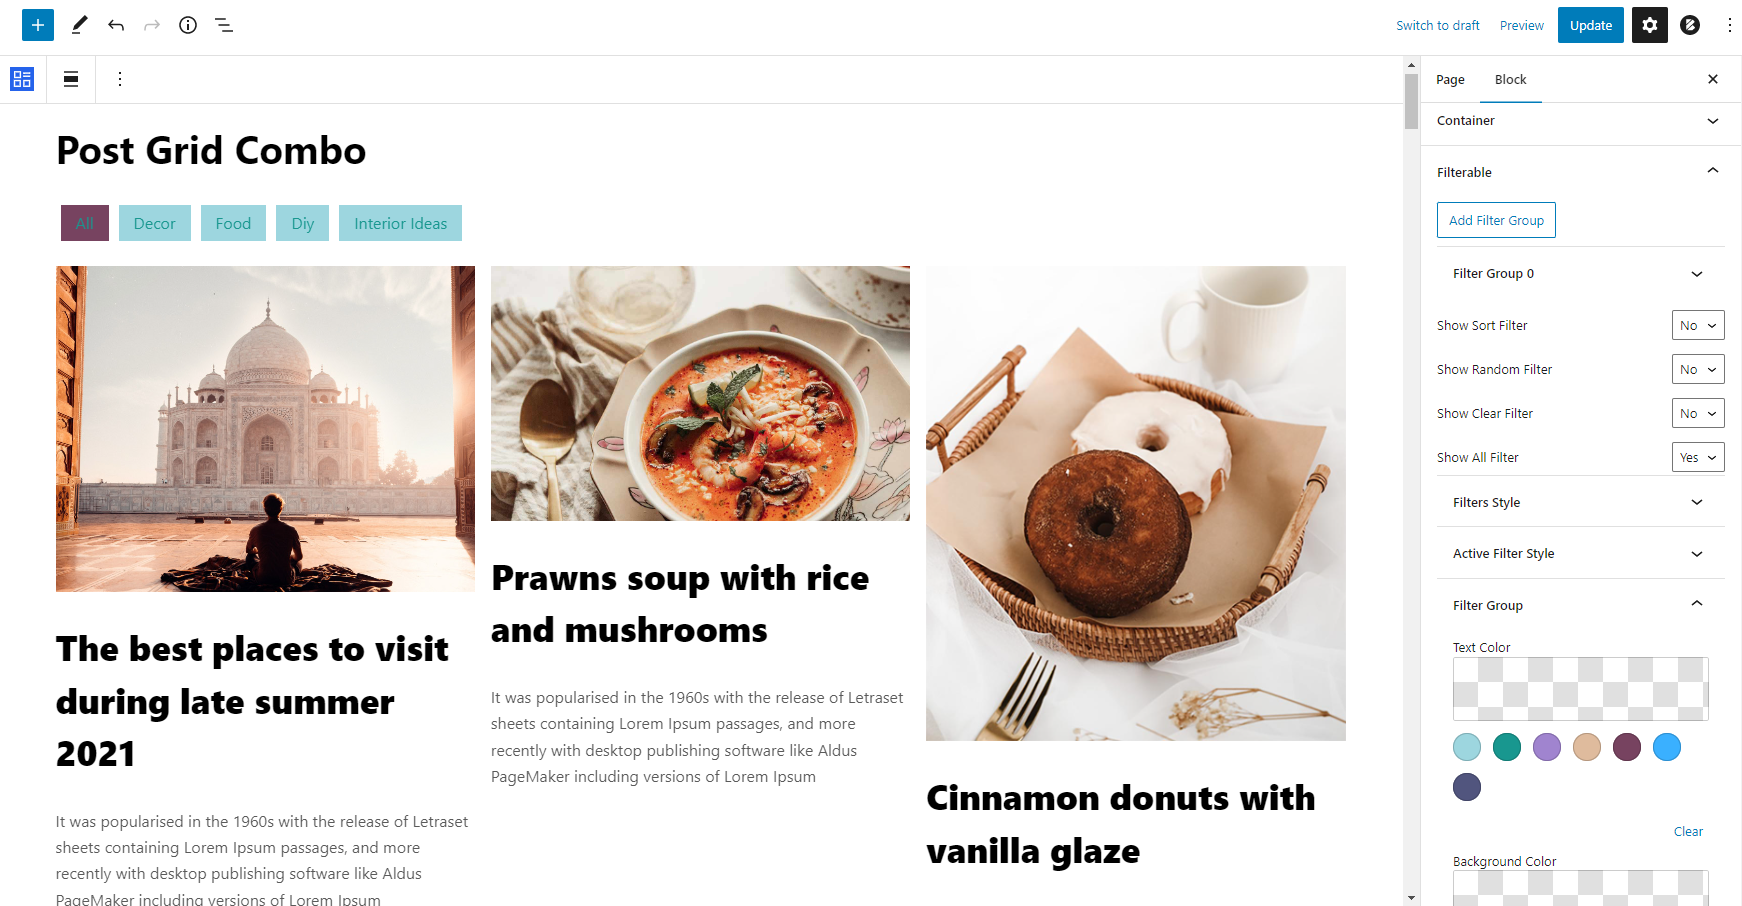 Switch to draft
Preview
Update
Page
Block
Container
Filterable
Add Filter Group
Filter Group 0
Show Sort Filter
No
Show Random Filter
No
Show Clear Filter
No
Show All Filter
Yes
Filters Style
Active Filter Style
Filter Group
Text Color
Clear
Background Color
Post Grid Combo
All
Decor
Food
Diy
Interior Ideas
The best places to visit
during late summer
2021
It was popularised in the 1960s with the release of Letraset
sheets containing Lorem Ipsum passages, and more
recently with desktop publishing software like Aldus
PageMaker including versions of Lorem Ipsum
Prawns soup with rice
and mushrooms
It was popularised in the 1960s with the release of Letraset
sheets containing Lorem Ipsum passages, and more
recently with desktop publishing software like Aldus
PageMaker including versions of Lorem Ipsum
Cinnamon donuts with
vanilla glaze